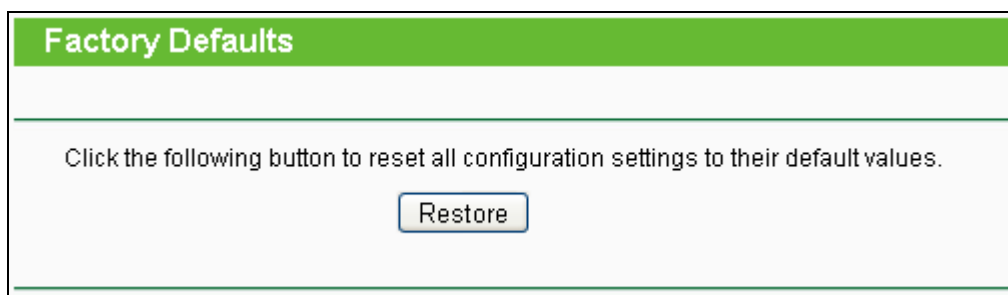 Factory Defaults
Click the following button to reset all configuration settings to their default values.
Restore